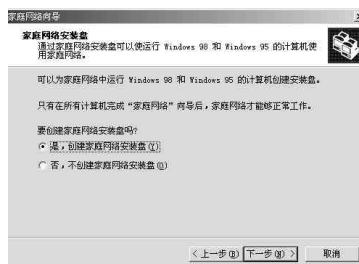 家庭网络向导
家庭网络安装盘
通过家庭网络安装盘可以使运行 Windows 98 和 Windows 95 的计算机使
用家庭网络。
可以为家庭网络中运行 Windows 98 和 Windows 95 的计算机创建安装盘。
只有在所有计算机完成“家庭网络”向导后，家庭网络才能够正常工作。
要创建家庭网络安装盘吗?
是，创建家庭网络安装盘(Y)
否，不创建家庭网络安装盘(O)
< 上一步(B) 下一步(N) > 取消